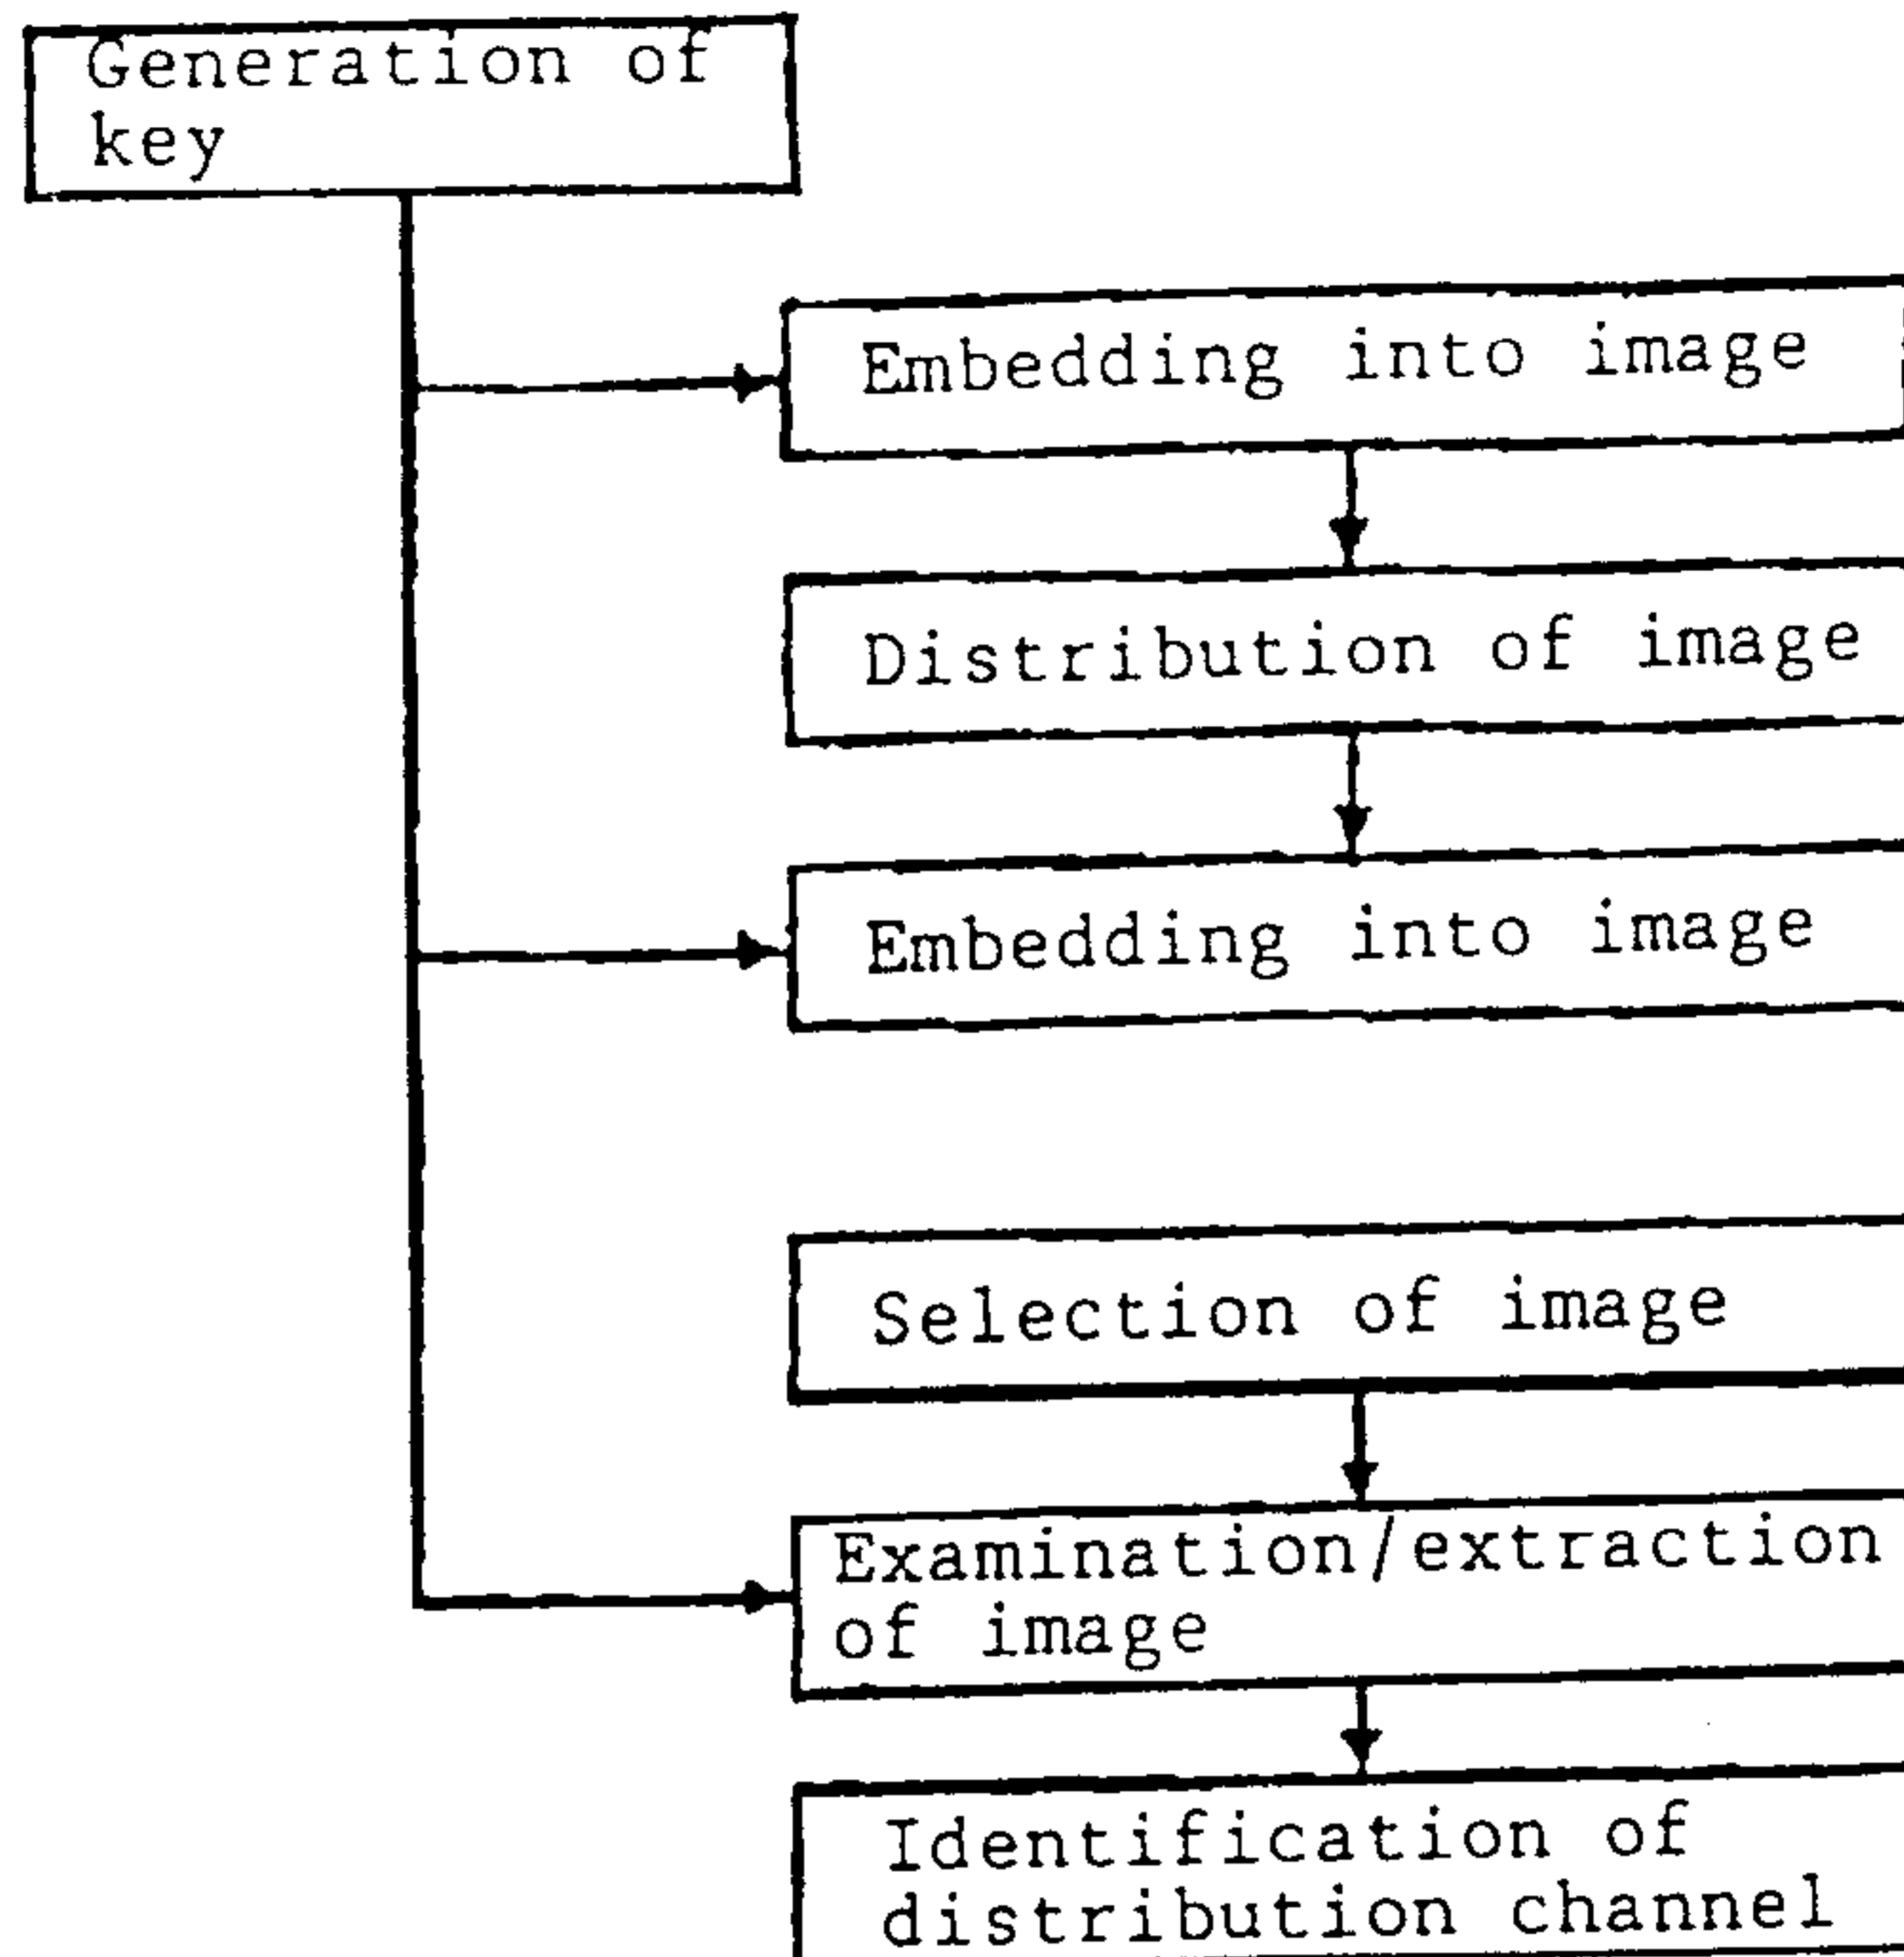 Generation of
key
Embedding into image
Distribution of image
Embedding into image
Selection of image
Examination/extraction
of image
Identification of
distribution channel